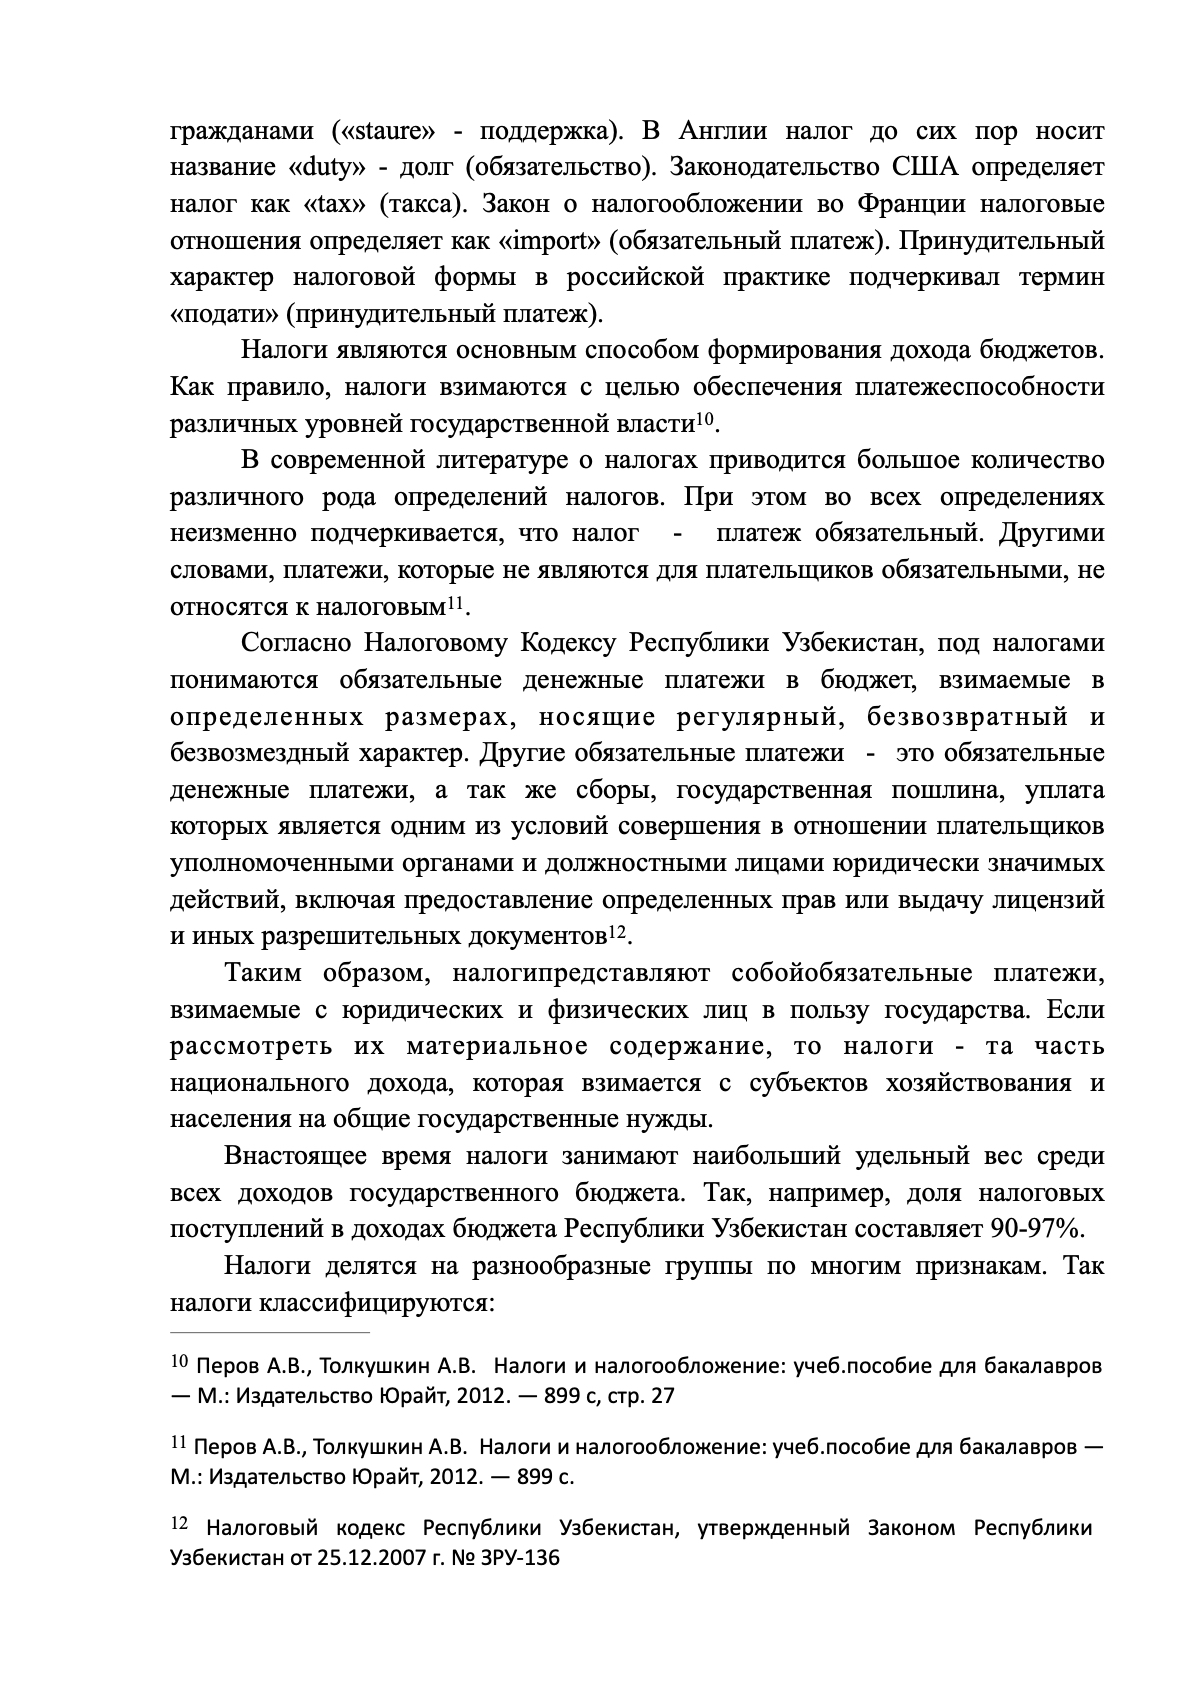 гражданами («staure» - поддержка). В Англии налог до сих пор носит
название «duty» - долг (обязательство). Законодательство США определяет
налог как «tax» (такса). Закон о налогообложении во Франции налоговые
отношения определяет как «import» (обязательный платеж). Принудительный
характер налоговой формы в российской практике подчеркивал термин
«подати» (принудительный платеж).
Налоги являются основным способом формирования дохода бюджетов.
Как правило, налоги взимаются с целью обеспечения платежеспособности
различных уровней государственной власти¹⁰.
В современной литературе о налогах приводится большое количество
различного рода определений налогов. При этом во всех определениях
неизменно подчеркивается, что налог - платеж обязательный. Другими
словами, платежи, которые не являются для плательщиков обязательными, не
относятся к налоговым¹¹.
Согласно Налоговому Кодексу Республики Узбекистан, под налогами
понимаются обязательные денежные платежи в бюджет, взимаемые в
определенных размерах, носящие регулярный, безвозвратный и
безвозмездный характер. Другие обязательные платежи - это обязательные
денежные платежи, а так же сборы, государственная пошлина, уплата
которых является одним из условий совершения в отношении плательщиков
уполномоченными органами и должностными лицами юридически значимых
действий, включая предоставление определенных прав или выдачу лицензий
и иных разрешительных документов¹².
Таким образом, налогипредставляют собойобязательные платежи,
взимаемые с юридических и физических лиц в пользу государства. Если
рассмотреть их материальное содержание, то налоги - та часть
национального дохода, которая взимается с субъектов хозяйствования и
населения на общие государственные нужды.
Внастоящее время налоги занимают наибольший удельный вес среди
всех доходов государственного бюджета. Так, например, доля налоговых
поступлений в доходах бюджета Республики Узбекистан составляет 90-97%.
Налоги делятся на разнообразные группы по многим признакам. Так
налоги классифицируются:
¹⁰ Перов А.В., Толкушкин А.В. Налоги и налогообложение: учеб.пособие для бакалавров
— М.: Издательство Юрайт, 2012. — 899 с, стр. 27
¹¹ Перов А.В., Толкушкин А.В. Налоги и налогообложение: учеб.пособие для бакалавров —
М.: Издательство Юрайт, 2012. — 899 с.
¹² Налоговый кодекс Республики Узбекистан, утвержденный Законом Республики
Узбекистан от 25.12.2007 г. № ЗРУ-136